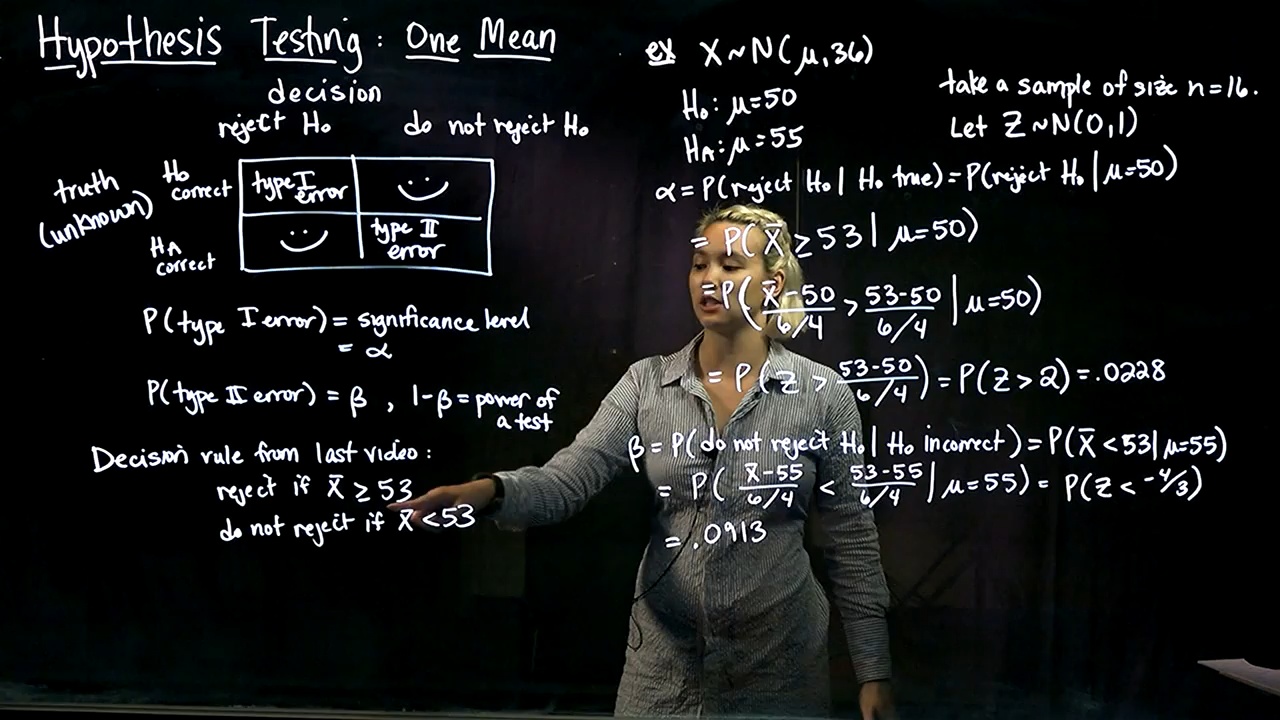 Hypothesis Testing: One Mean
decision
reject H₀ do not reject H₀
truth
(unknown)
H₀
correct
type I
error
H_A
correct
type II
error
P(type I error) = significance level
= α
P(type II error) = β , 1-β = power of
a test
Decision rule from last video:
reject if X̄ ≥ 53
do not reject if X̄ < 53
ex X~N(μ,36)
H₀: μ=50
H_A: μ=55
take a sample of size n=16.
Let Z~N(0,1)
α = P(reject H₀ | H₀ true) = P(reject H₀ | μ=50)
= P(X̄ ≥ 53 | μ=50)
= P( (X̄-50)/(6/4) > (53-50)/(6/4) | μ=50)
= P(Z > (53-50)/(6/4)) = P(Z > 2) = .0228
β = P(do not reject H₀ | H₀ incorrect) = P(X̄ < 53 | μ=55)
= P( (X̄-55)/(6/4) < (53-55)/(6/4) | μ=55) = P(Z < -4/3)
= .0913